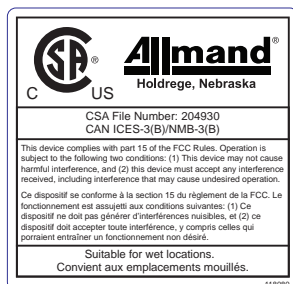 SA ®
C US
Allmand®
Holdrege, Nebraska
CSA File Number: 204930
CAN ICES-3(B)/NMB-3(B)
This device complies with part 15 of the FCC Rules. Operation is
subject to the following two conditions: (1) This device may not cause
harmful interference, and (2) this device must accept any interference
received, including interference that may cause undesired operation.
Ce dispositif se conforme à la section 15 du règlement de la FCC. Le
fonctionnement est assujetti aux conditions suivantes: (1) Ce
dispositif ne doit pas générer d'interférences nuisibles, et (2) ce
dispositif doit accepter toute interférence, y compris celles qui
porraient entraîner un fonctionnement non désiré.
Suitable for wet locations.
Convient aux emplacements mouillés.